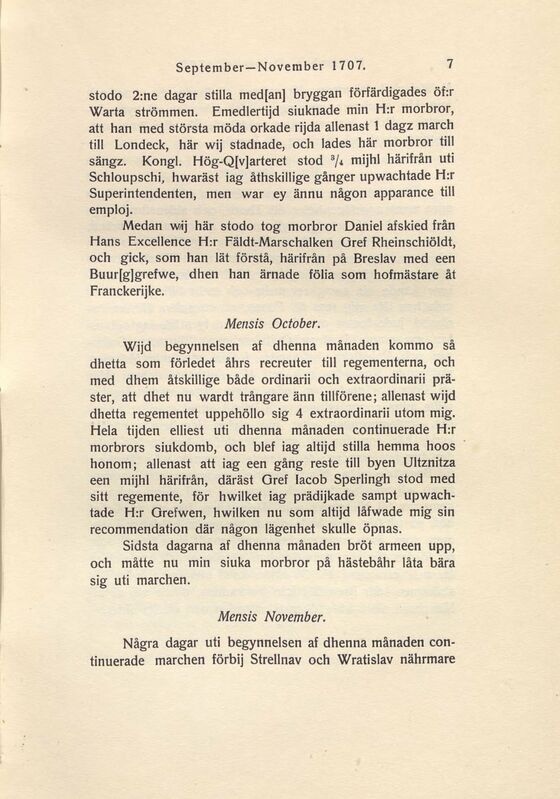 September—November 1707. 7
stodo 2:ne dagar stilla med[an] bryggan förfärdigades öf:r
Warta strömmen. Emedlertijd siuknade min H:r morbror,
att han med största möda orkade rijda allenast 1 dagz march
till Londeck, här wij stadnade, och lades här morbror till
sängz. Kongl. Hög-Q[v]arteret stod ³/₄ mijhl härifrån uti
Schloupschi, hwaräst iag åthskillige gånger upwachtade H:r
Superintendenten, men war ey ännu någon apparance till
emploj.
Medan wij här stodo tog morbror Daniel afskied från
Hans Excellence H:r Fäldt-Marschalken Gref Rheinschiöldt,
och gick, som han lät förstå, härifrån på Breslav med en
Buur[g]grefwe, dhen han ärnade fölia som hofmästare åt
Franckerijke.
Mensis October.
Wijd begynnelsen af dhenna månaden kommo så
dhetta som förledet åhrs recreuter till regementerna, och
med dhem åtskillige både ordinarii och extraordinarii prä-
ster, att dhet nu wardt trångare änn tillförene; allenast wijd
dhetta regementet uppehöllo sig 4 extraordinarii utom mig.
Hela tijden elliest uti dhenna månaden continuerade H:r
morbrors siukdomb, och blef iag altijd stilla hemma hoos
honom; allenast att iag een gång reste till byen Ultznitza
een mijhl härifrån, däräst Gref Iacob Sperlingh stod med
sitt regemente, för hwilket iag prädijkade sampt upwach-
tade H:r Grefwen, hwilken nu som altijd låfwade mig sin
recommendation där någon lägenhet skulle öpnas.
Sidsta dagarna af dhenna månaden bröt armeen upp,
och måtte nu min siuka morbror på hästebåhr låta bära
sig uti marchen.
Mensis November.
Några dagar uti begynnelsen af dhenna månaden con-
tinuerade marchen förbij Strellnav och Wratislav nährmare